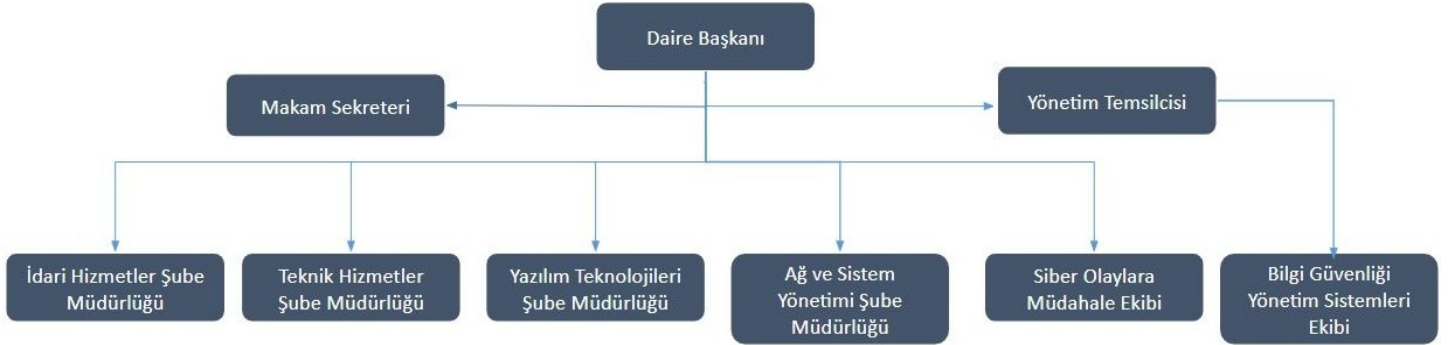 Daire Başkanı
Makam Sekreteri
Yönetim Temsilcisi
İdari Hizmetler Şube
Müdürlüğü
Teknik Hizmetler
Şube Müdürlüğü
Yazılım Teknolojileri
Şube Müdürlüğü
Ağ ve Sistem
Yönetimi Şube
Müdürlüğü
Siber Olaylara
Müdahale Ekibi
Bilgi Güvenliği
Yönetim Sistemleri
Ekibi